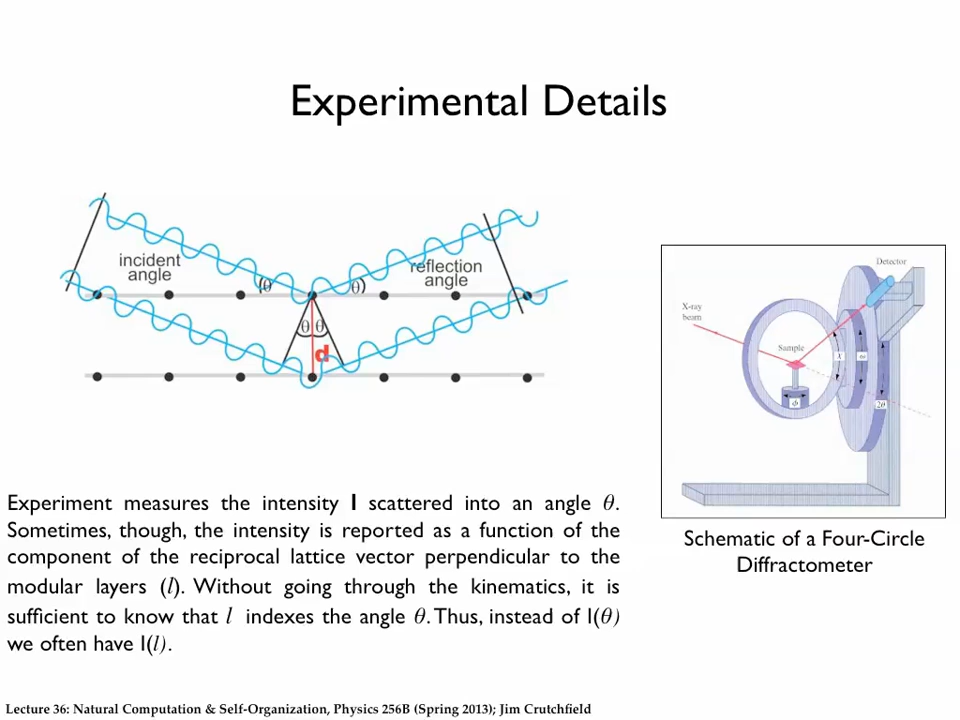 Experimental Details
incident
angle
reflection
angle
(θ
θ)
θ θ
d
Detector
X-ray
beam
Sample
χ
ω
Φ
2θ
Experiment measures the intensity I scattered into an angle θ.
Sometimes, though, the intensity is reported as a function of the
component of the reciprocal lattice vector perpendicular to the
modular layers (l). Without going through the kinematics, it is
sufficient to know that l indexes the angle θ. Thus, instead of I(θ)
we often have I(l).
Schematic of a Four-Circle
Diffractometer
Lecture 36: Natural Computation & Self-Organization, Physics 256B (Spring 2013); Jim Crutchfield